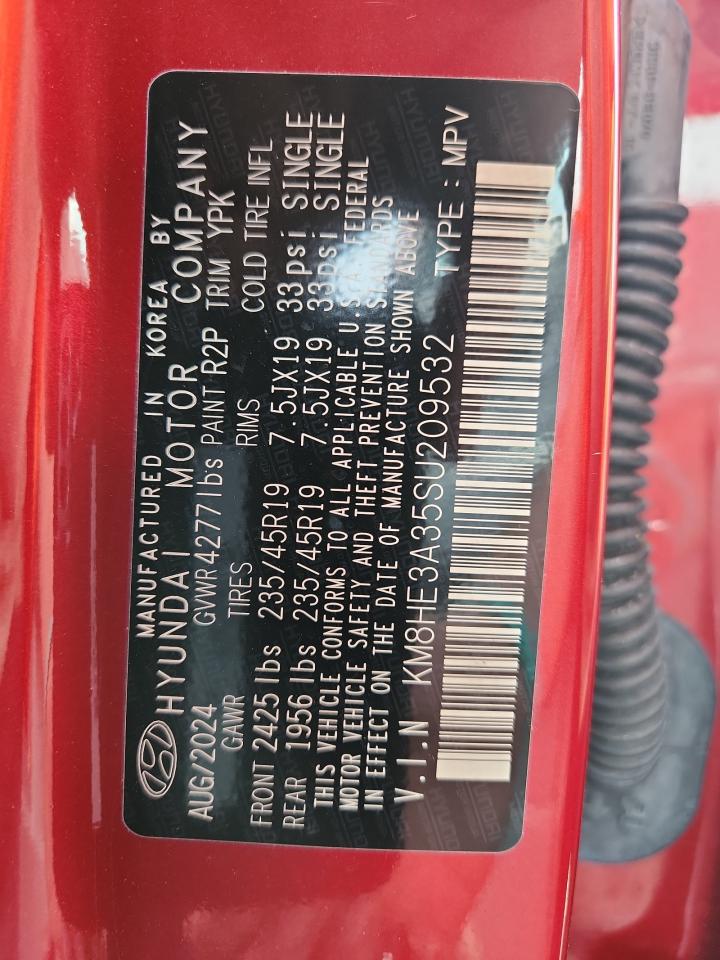 MANUFACTURED IN KOREA BY
HYUNDAI MOTOR COMPANY
AUG/2024 GVWR 4277 lbs PAINT R2P TRIM YPK
GAWR TIRES RIMS COLD TIRE INFL
FRONT 2425 lbs 235/45R19 7.5JX19 33psi SINGLE
REAR 1956 lbs 235/45R19 7.5JX19 33psi SINGLE
THIS VEHICLE CONFORMS TO ALL APPLICABLE U.S.A. FEDERAL
MOTOR VEHICLE SAFETY AND THEFT PREVENTION STANDARDS
IN EFFECT ON THE DATE OF MANUFACTURE SHOWN ABOVE
V.I.N KM8HE3A35SU209532 TYPE : MPV